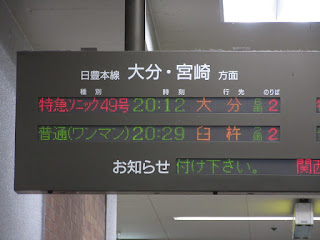 日豊本線 大分・宮崎 方面
種別 時刻 行先 のりば
特急ソニック49号 20:12 大分 2
普通(ワンマン) 20:29 臼杵 2
お知らせ 付け下さい。 関西